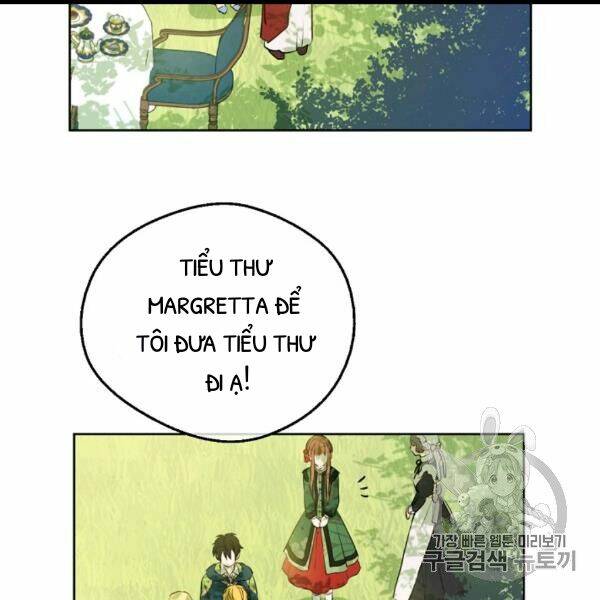 TIỂU THƯ
MARGRETTA ĐỂ
TÔI ĐƯA TIỂU THƯ
ĐI Ạ!
가장 빠른 웹툰 미리보기
구글검색 뉴토끼